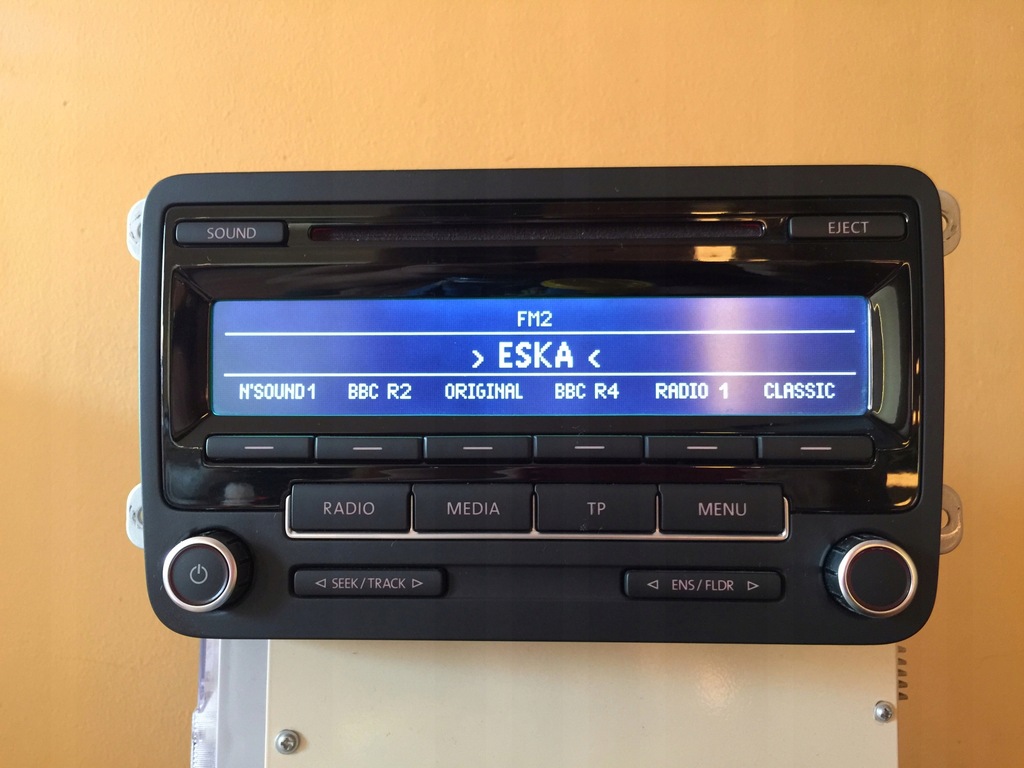 SOUND
EJECT
FM2
> ESKA <
N'SOUND1 BBC R2 ORIGINAL BBC R4 RADIO 1 CLASSIC
RADIO MEDIA TP MENU
◁ SEEK / TRACK ▷
◁ ENS / FLDR ▷